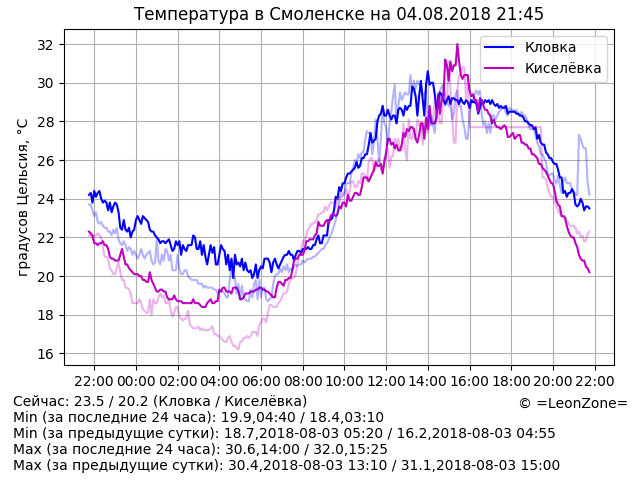 Температура в Смоленске на 04.08.2018 21:45
Кловка
Киселёвка
градусов Цельсия, °C
32
30
28
26
24
22
20
18
16
22:00 00:00 02:00 04:00 06:00 08:00 10:00 12:00 14:00 16:00 18:00 20:00 22:00
Сейчас: 23.5 / 20.2 (Кловка / Киселёвка)
© =LeonZone=
Min (за последние 24 часа): 19.9,04:40 / 18.4,03:10
Min (за предыдущие сутки): 18.7,2018-08-03 05:20 / 16.2,2018-08-03 04:55
Max (за последние 24 часа): 30.6,14:00 / 32.0,15:25
Max (за предыдущие сутки): 30.4,2018-08-03 13:10 / 31.1,2018-08-03 15:00